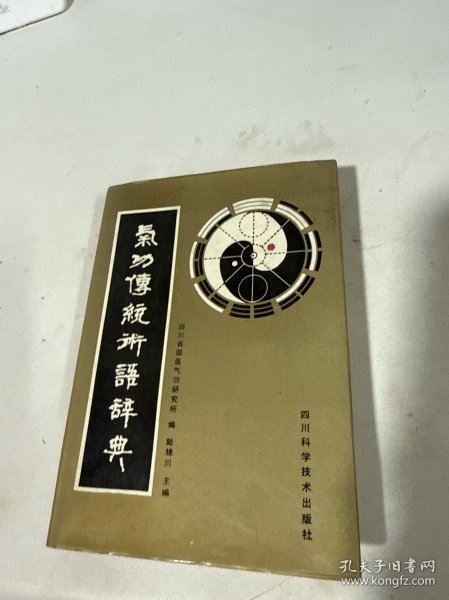 氣功傳統術語辞典
四川省国医气功研究所 编 陆锦川 主编
四川科学技术出版社
孔夫子旧书网
www.kongfz.com